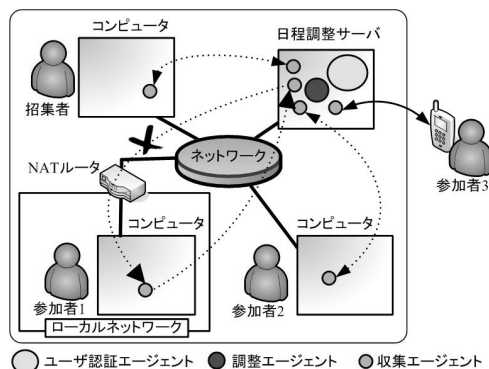 コンピュータ
日程調整サーバ
招集者
NATルータ
ネットワーク
参加者3
コンピュータ
コンピュータ
参加者1
参加者2
ローカルネットワーク
ユーザ認証エージェント
調整エージェント
収集エージェント